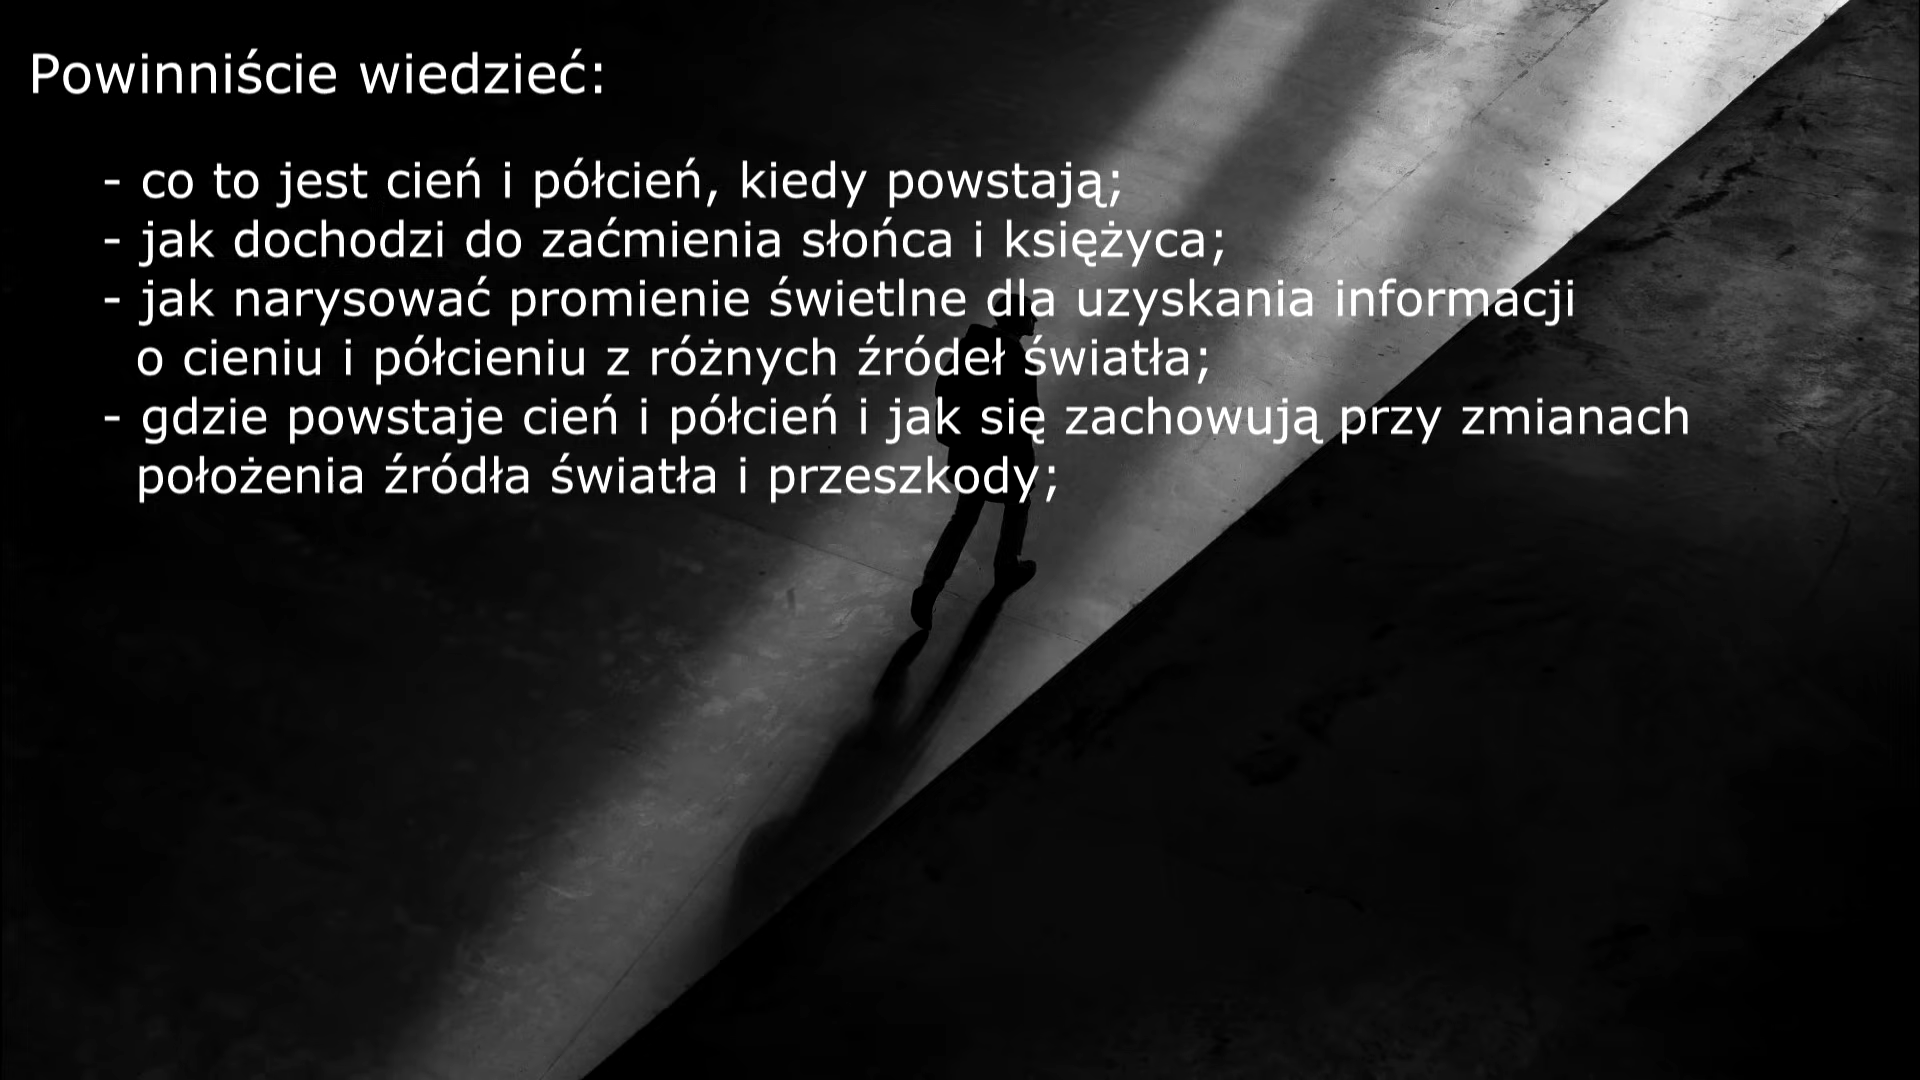 Powinniście wiedzieć:
- co to jest cień i półcień, kiedy powstają;
- jak dochodzi do zaćmienia słońca i księżyca;
- jak narysować promienie świetlne dla uzyskania informacji
o cieniu i półcieniu z różnych źródeł światła;
- gdzie powstaje cień i półcień i jak się zachowują przy zmianach
położenia źródła światła i przeszkody;